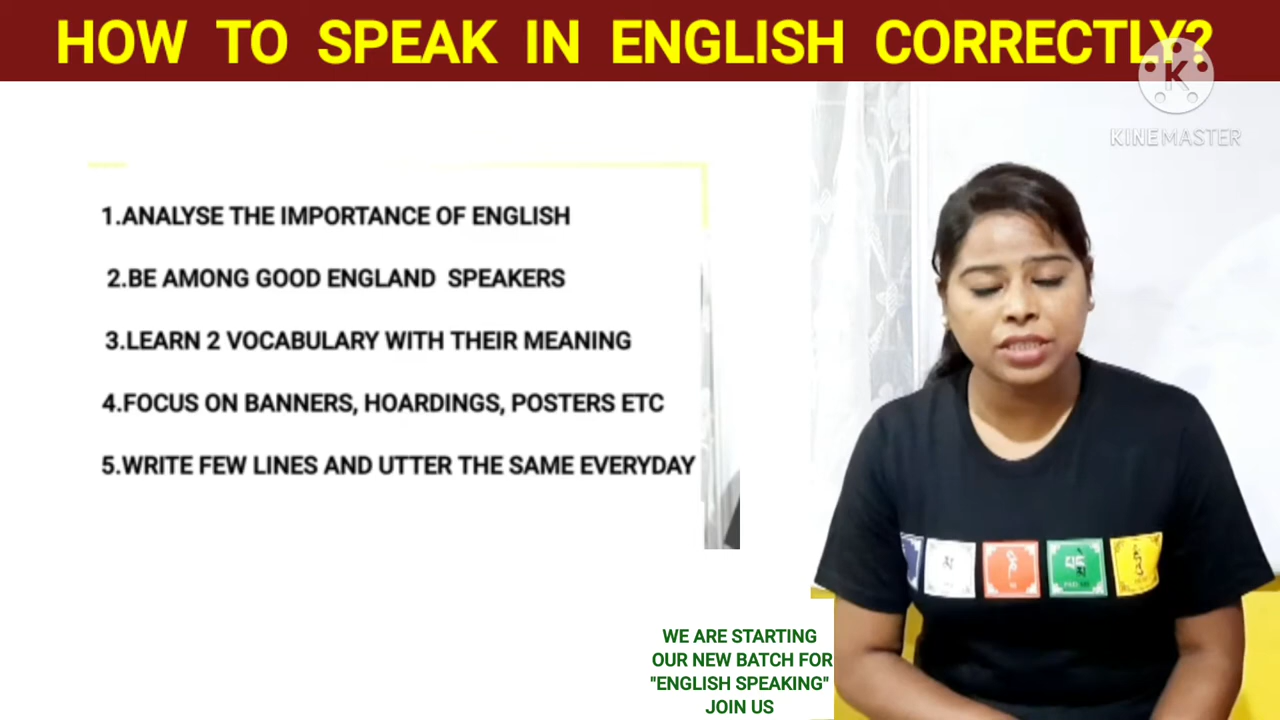 HOW TO SPEAK IN ENGLISH CORRECTLY?
KINEMASTER
1.ANALYSE THE IMPORTANCE OF ENGLISH
2.BE AMONG GOOD ENGLAND SPEAKERS
3.LEARN 2 VOCABULARY WITH THEIR MEANING
4.FOCUS ON BANNERS, HOARDINGS, POSTERS ETC
5.WRITE FEW LINES AND UTTER THE SAME EVERYDAY
WE ARE STARTING
OUR NEW BATCH FOR
"ENGLISH SPEAKING"
JOIN US